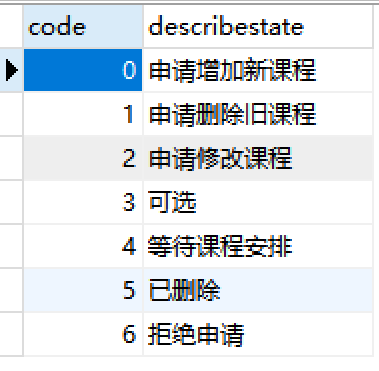 code describestate
0 申请增加新课程
1 申请删除旧课程
2 申请修改课程
3 可选
4 等待课程安排
5 已删除
6 拒绝申请